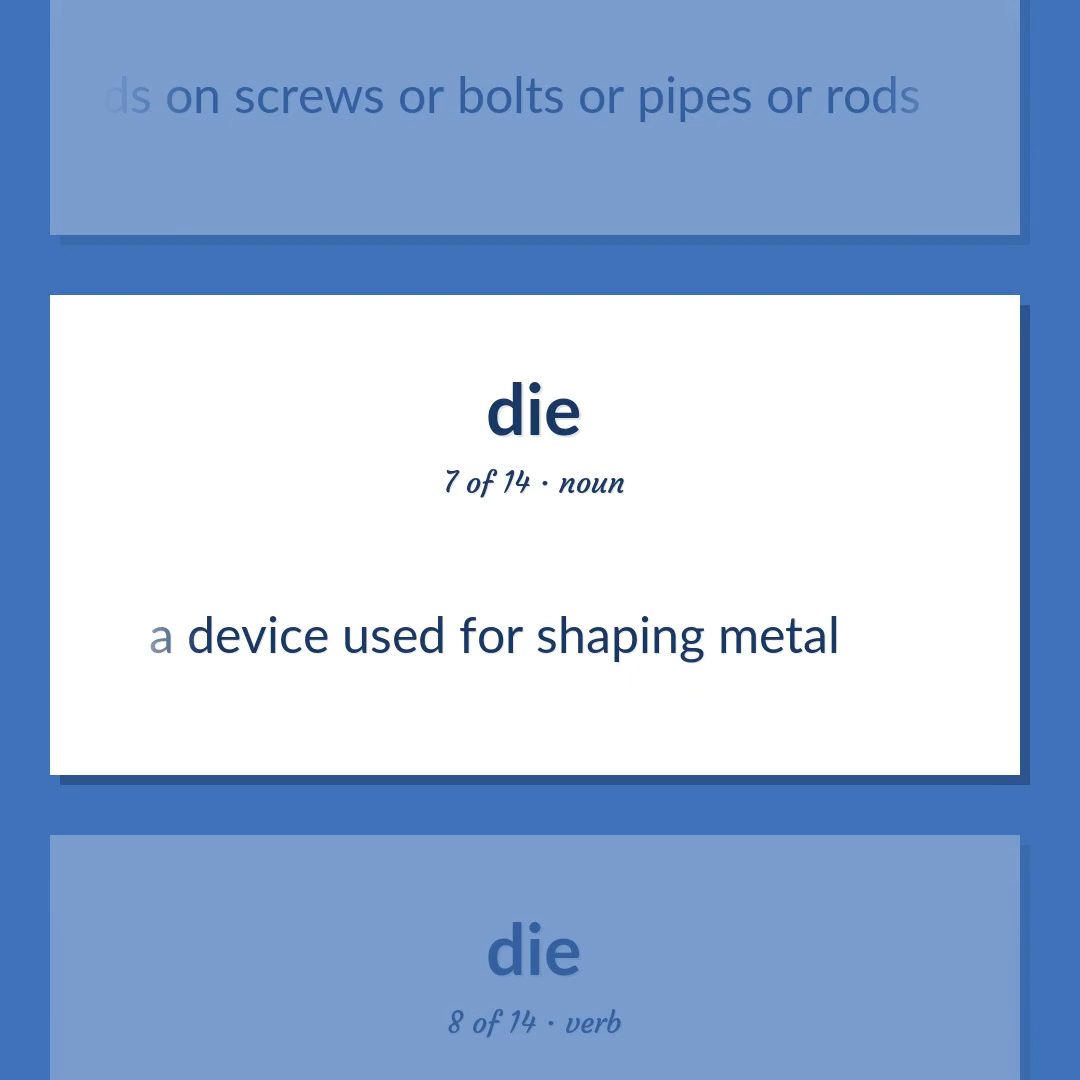 on screws or bolts or pipes or rods
die
7 of 14 · noun
a device used for shaping metal
die
8 of 14 · verb